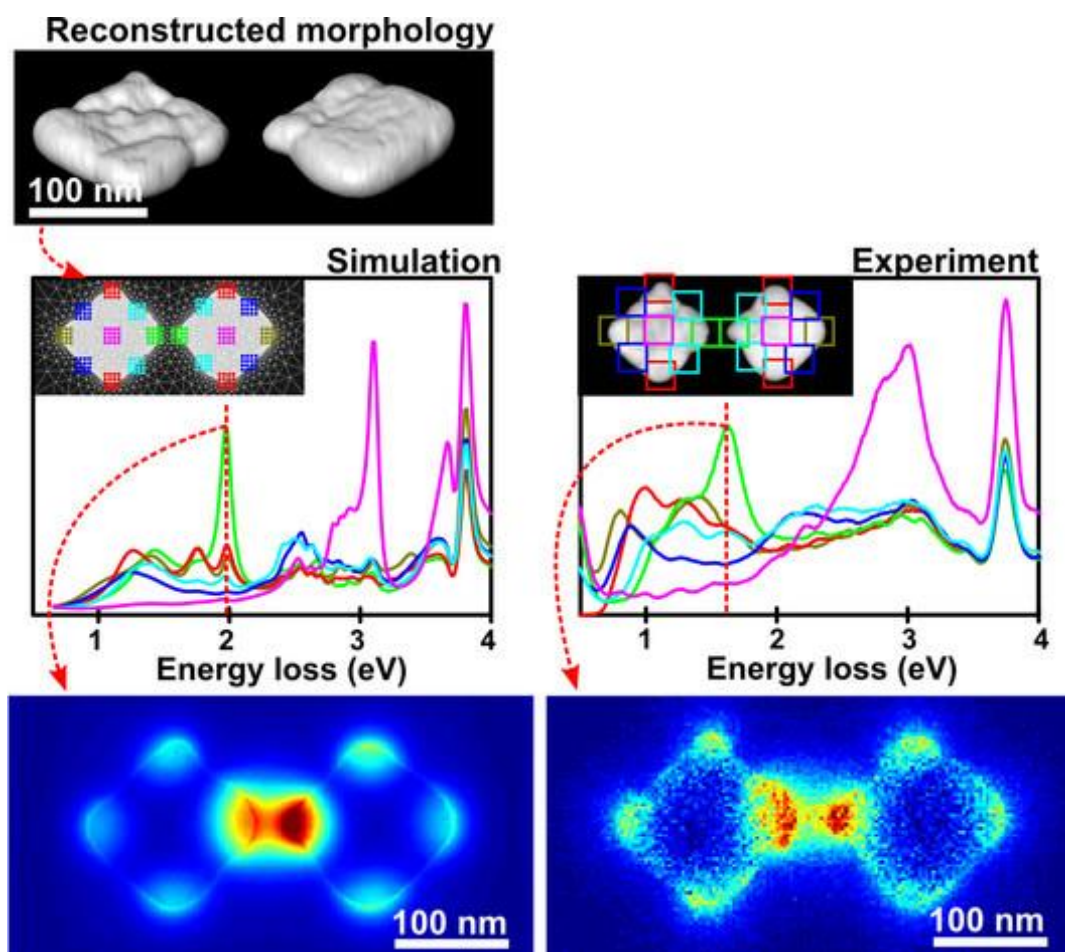 Reconstructed morphology
100 nm
Simulation
Experiment
1 2 3 4
Energy loss (eV)
1 2 3 4
Energy loss (eV)
100 nm
100 nm